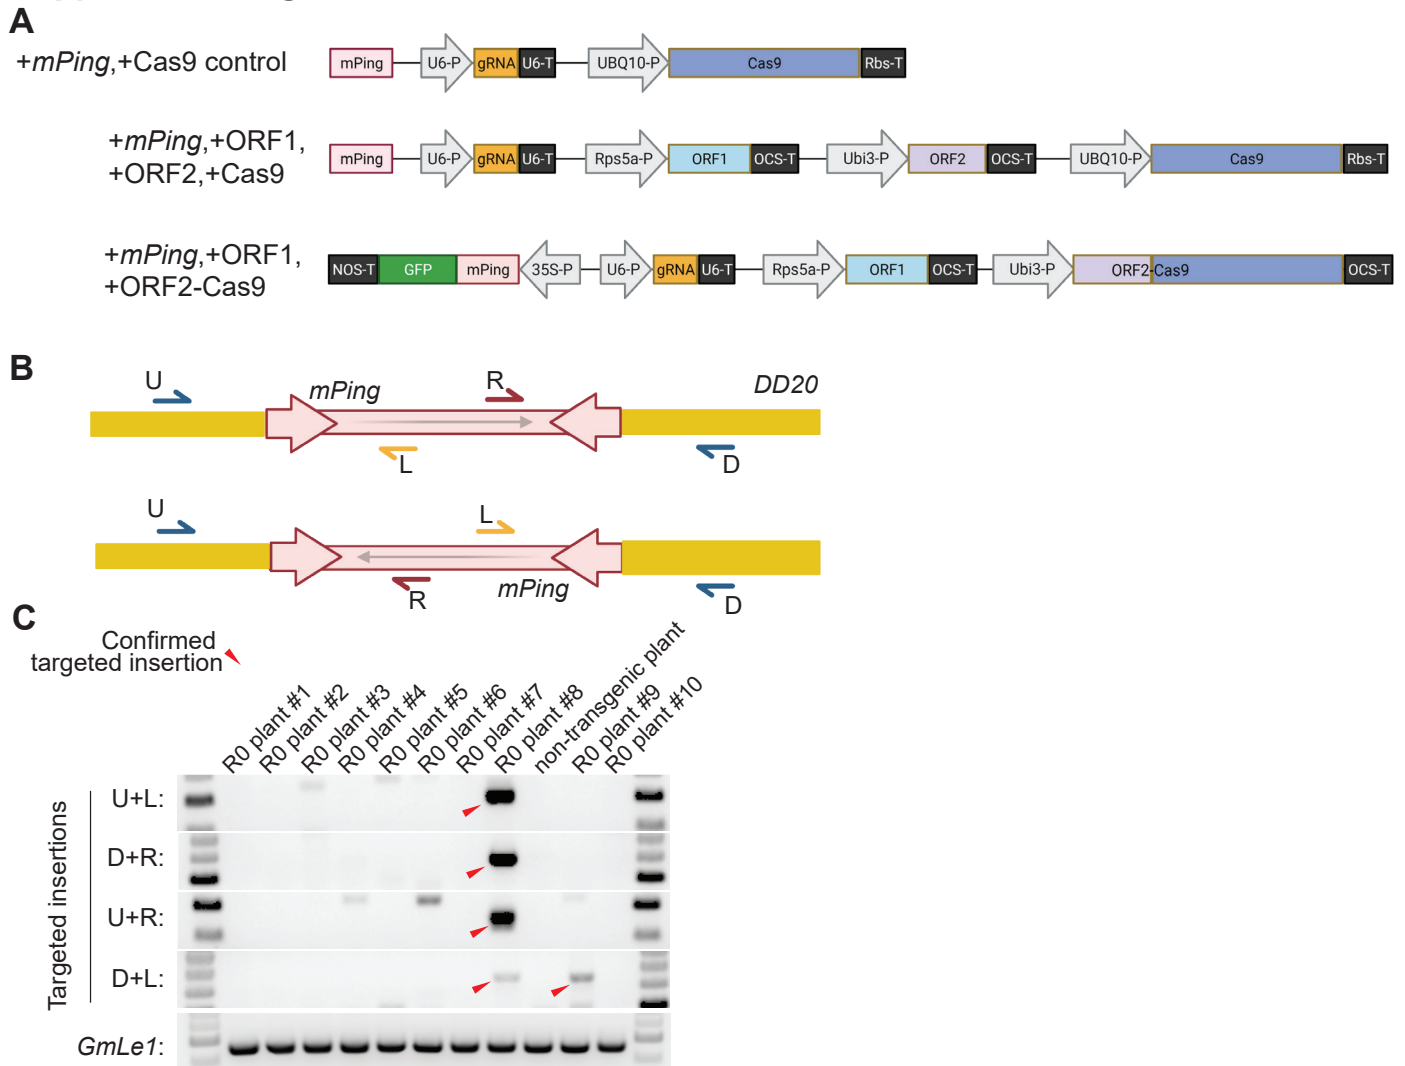 A
+mPing,+Cas9 control
mPing U6-P gRNA U6-T UBQ10-P Cas9 Rbs-T
+mPing,+ORF1,
+ORF2,+Cas9
mPing U6-P gRNA U6-T Rps5a-P ORF1 OCS-T Ubi3-P ORF2 OCS-T UBQ10-P Cas9 Rbs-T
+mPing,+ORF1,
+ORF2-Cas9
NOS-T GFP mPing 35S-P U6-P gRNA U6-T Rps5a-P ORF1 OCS-T Ubi3-P ORF2-Cas9 OCS-T
B
U mPing R DD20
L D
U L
R mPing D
C
Confirmed
targeted insertion
R0 plant #1
R0 plant #2
R0 plant #3
R0 plant #4
R0 plant #5
R0 plant #6
R0 plant #7
R0 plant #8
non-transgenic plant
R0 plant #9
R0 plant #10
Targeted insertions
U+L:
D+R:
U+R:
D+L:
GmLe1: